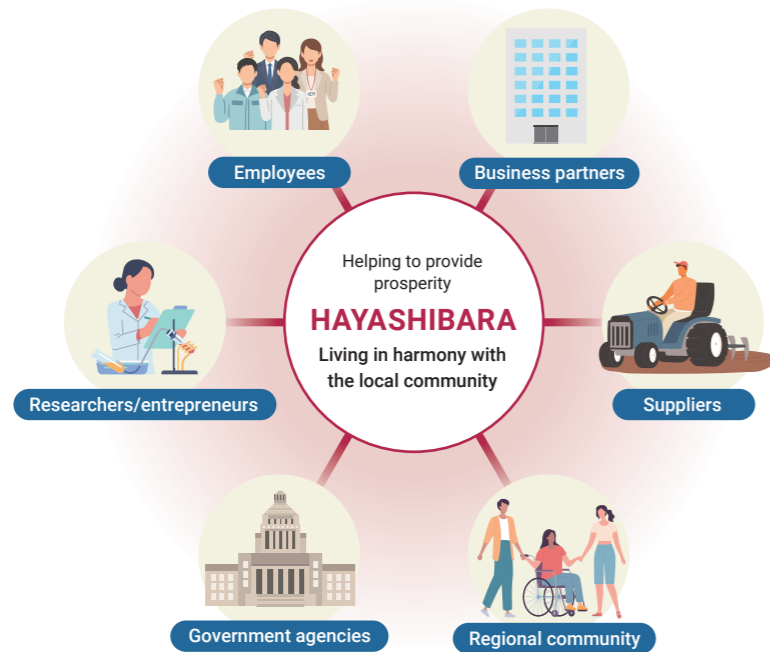 Employees
Business partners
Helping to provide
prosperity
HAYASHIBARA
Living in harmony with
the local community
Researchers/entrepreneurs
Suppliers
Government agencies
Regional community